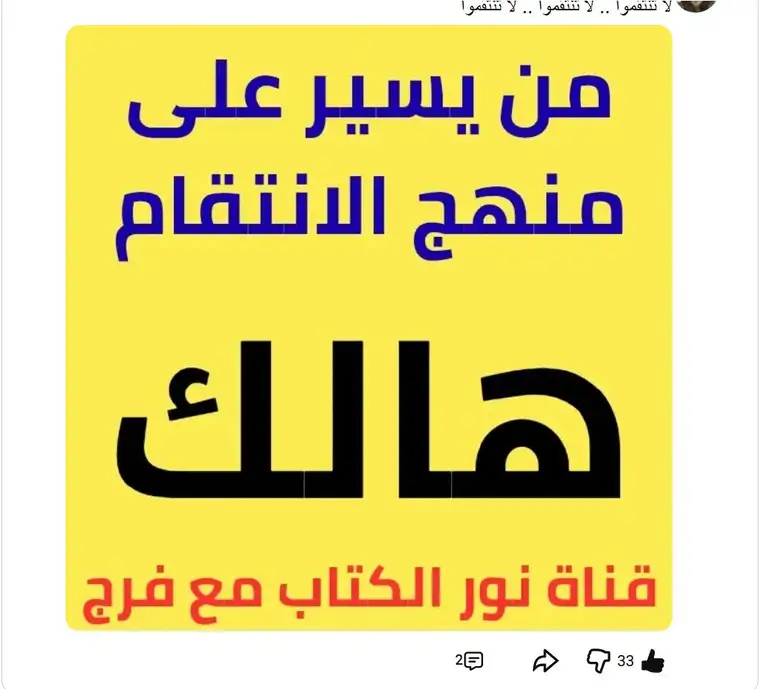 لا تنتقموا .. لا تنتقموا .. لا تنتقموا
من يسير على
منهج الانتقام
هالك
قناة نور الكتاب مع فرج
33
2